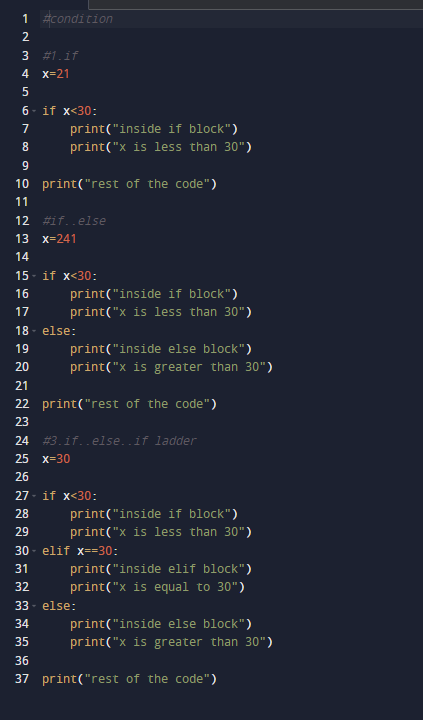 1 #condition
2
3 #1.if
4 x=21
5
6 if x<30:
7     print("inside if block")
8     print("x is less than 30")
9
10 print("rest of the code")
11
12 #if..else
13 x=241
14
15 if x<30:
16     print("inside if block")
17     print("x is less than 30")
18 else:
19     print("inside else block")
20     print("x is greater than 30")
21
22 print("rest of the code")
23
24 #3.if..else..if ladder
25 x=30
26
27 if x<30:
28     print("inside if block")
29     print("x is less than 30")
30 elif x==30:
31     print("inside elif block")
32     print("x is equal to 30")
33 else:
34     print("inside else block")
35     print("x is greater than 30")
36
37 print("rest of the code")